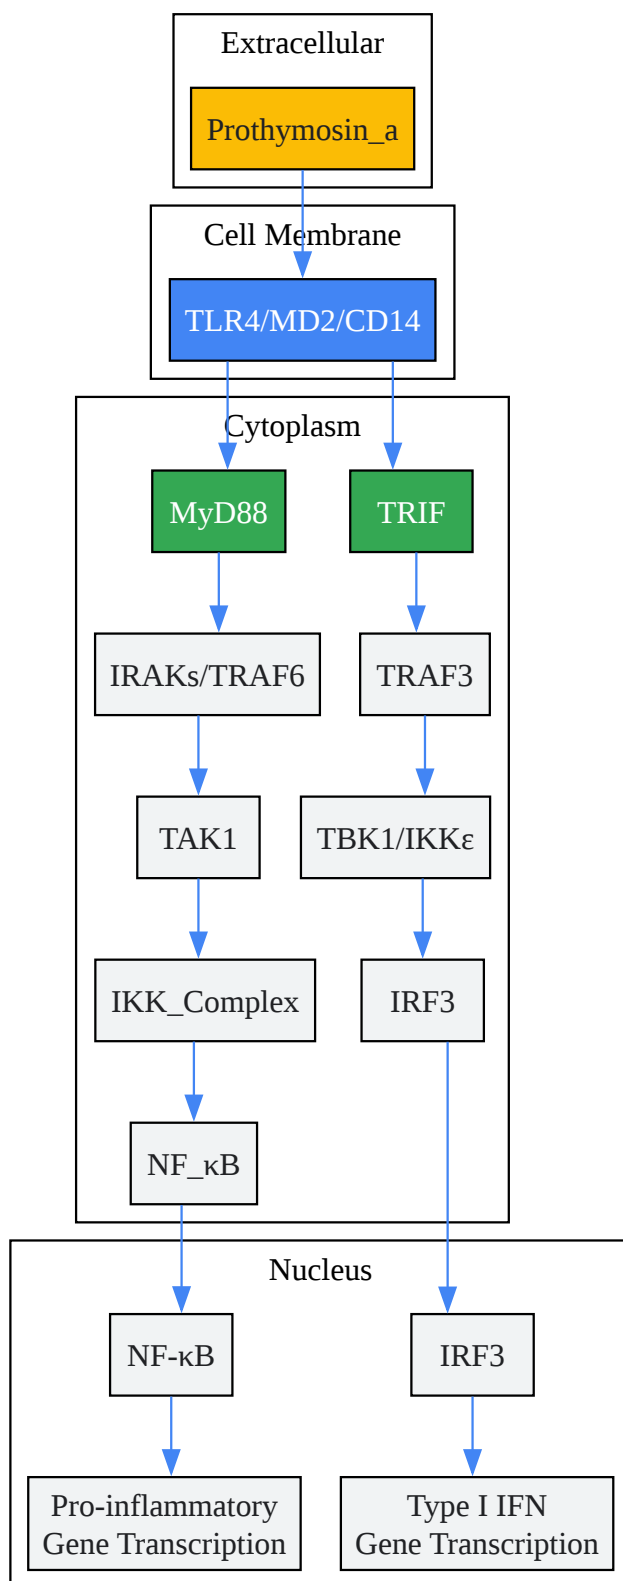 Extracellular
Prothymosin_a
Cell Membrane
TLR4/MD2/CD14
Cytoplasm
MyD88
TRIF
IRAKs/TRAF6
TRAF3
TAK1
TBK1/IKKε
IKK_Complex
IRF3
NF_κB
Nucleus
NF-κB
IRF3
Pro-inflammatory
Gene Transcription
Type I IFN
Gene Transcription